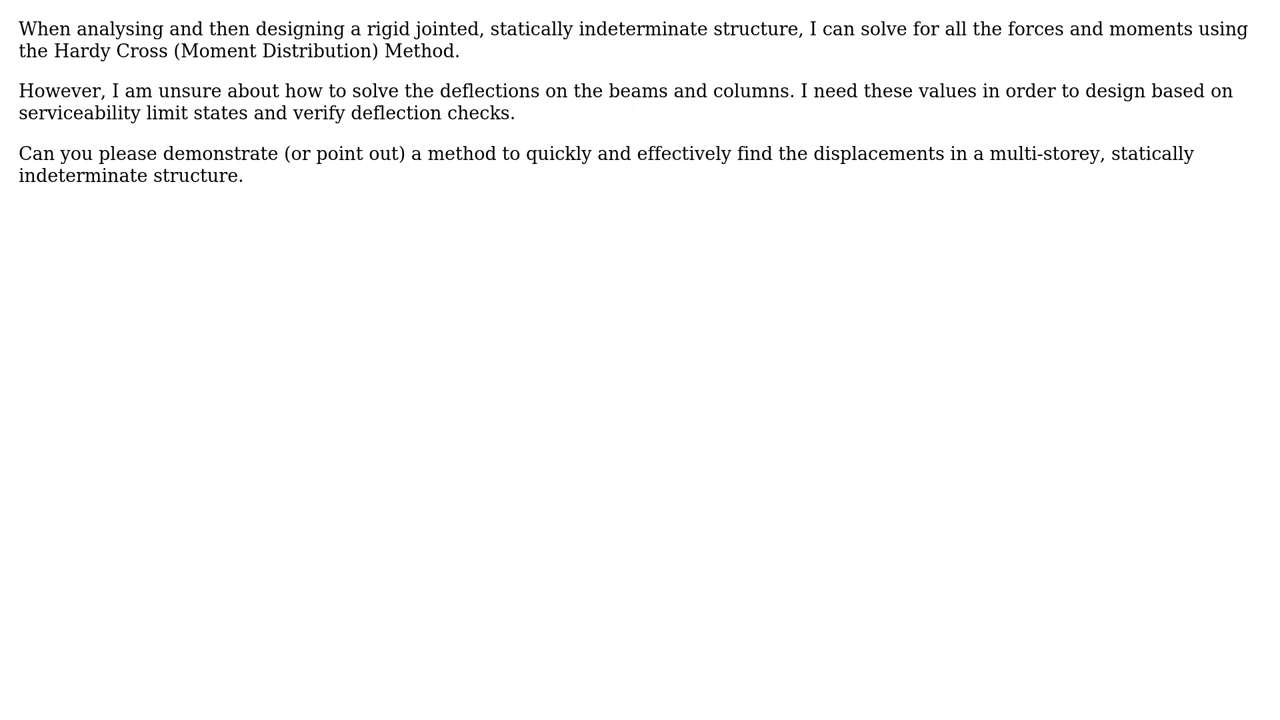 When analysing and then designing a rigid jointed, statically indeterminate structure, I can solve for all the forces and moments using
the Hardy Cross (Moment Distribution) Method.
However, I am unsure about how to solve the deflections on the beams and columns. I need these values in order to design based on
serviceability limit states and verify deflection checks.
Can you please demonstrate (or point out) a method to quickly and effectively find the displacements in a multi-storey, statically
indeterminate structure.